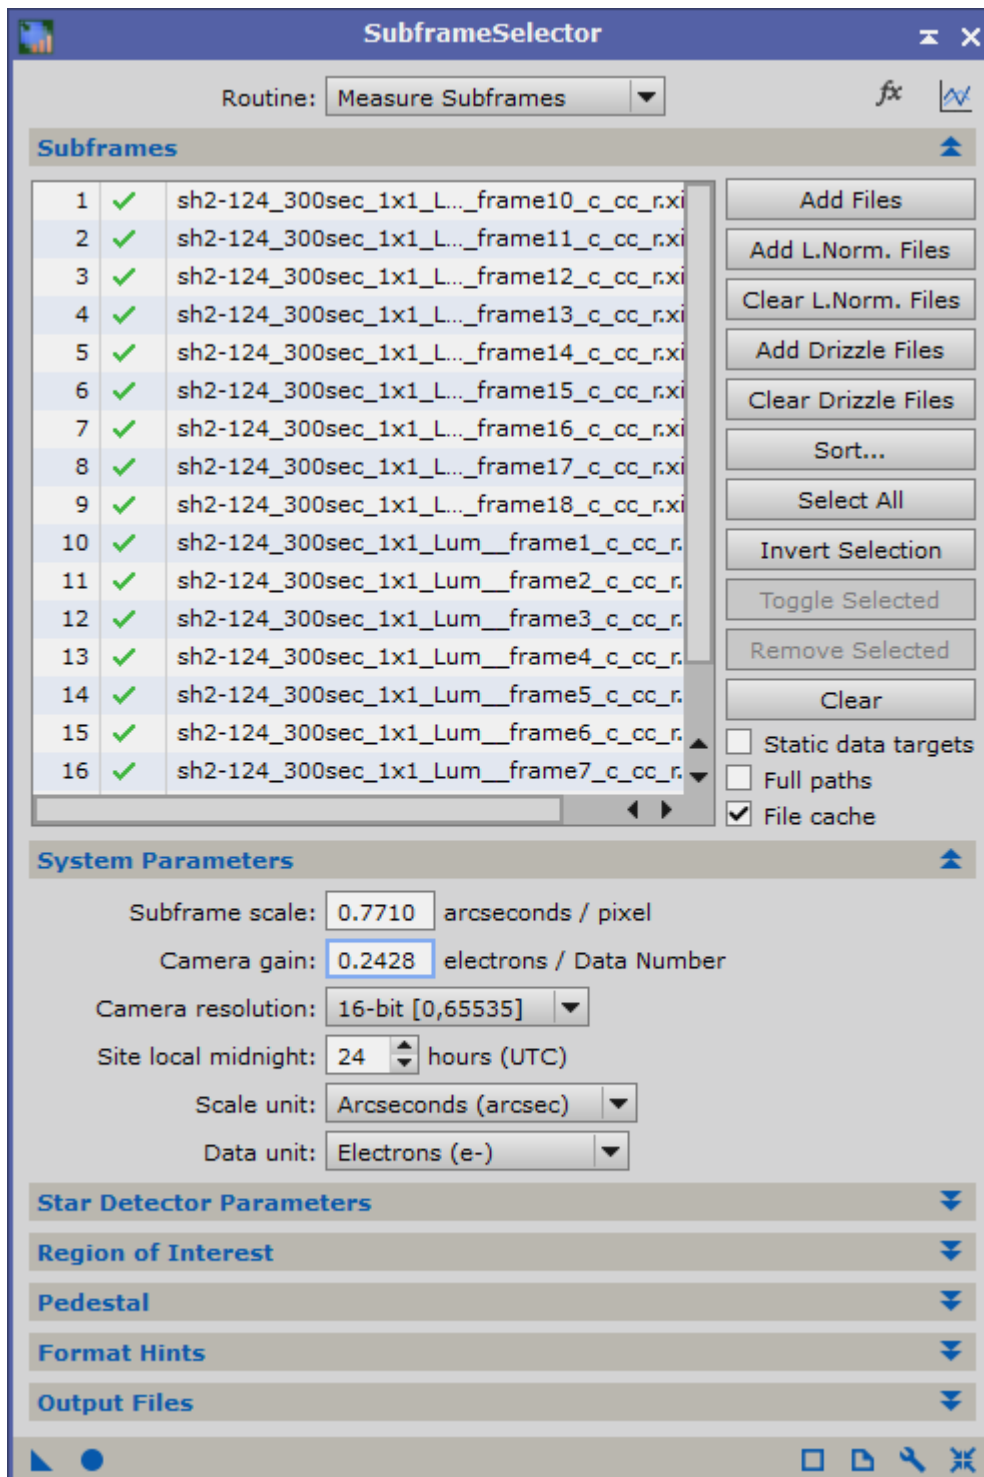 SubframeSelector
Routine: Measure Subframes fx
Subframes
1 sh2-124_300sec_1x1_L..._frame10_c_cc_r.xi
2 sh2-124_300sec_1x1_L..._frame11_c_cc_r.xi
3 sh2-124_300sec_1x1_L..._frame12_c_cc_r.xi
4 sh2-124_300sec_1x1_L..._frame13_c_cc_r.xi
5 sh2-124_300sec_1x1_L..._frame14_c_cc_r.xi
6 sh2-124_300sec_1x1_L..._frame15_c_cc_r.xi
7 sh2-124_300sec_1x1_L..._frame16_c_cc_r.xi
8 sh2-124_300sec_1x1_L..._frame17_c_cc_r.xi
9 sh2-124_300sec_1x1_L..._frame18_c_cc_r.xi
10 sh2-124_300sec_1x1_Lum__frame1_c_cc_r.
11 sh2-124_300sec_1x1_Lum__frame2_c_cc_r.
12 sh2-124_300sec_1x1_Lum__frame3_c_cc_r.
13 sh2-124_300sec_1x1_Lum__frame4_c_cc_r.
14 sh2-124_300sec_1x1_Lum__frame5_c_cc_r.
15 sh2-124_300sec_1x1_Lum__frame6_c_cc_r.
16 sh2-124_300sec_1x1_Lum__frame7_c_cc_r.
Add Files
Add L.Norm. Files
Clear L.Norm. Files
Add Drizzle Files
Clear Drizzle Files
Sort...
Select All
Invert Selection
Toggle Selected
Remove Selected
Clear
Static data targets
Full paths
File cache
System Parameters
Subframe scale: 0.7710 arcseconds / pixel
Camera gain: 0.2428 electrons / Data Number
Camera resolution: 16-bit [0,65535]
Site local midnight: 24 hours (UTC)
Scale unit: Arcseconds (arcsec)
Data unit: Electrons (e-)
Star Detector Parameters
Region of Interest
Pedestal
Format Hints
Output Files